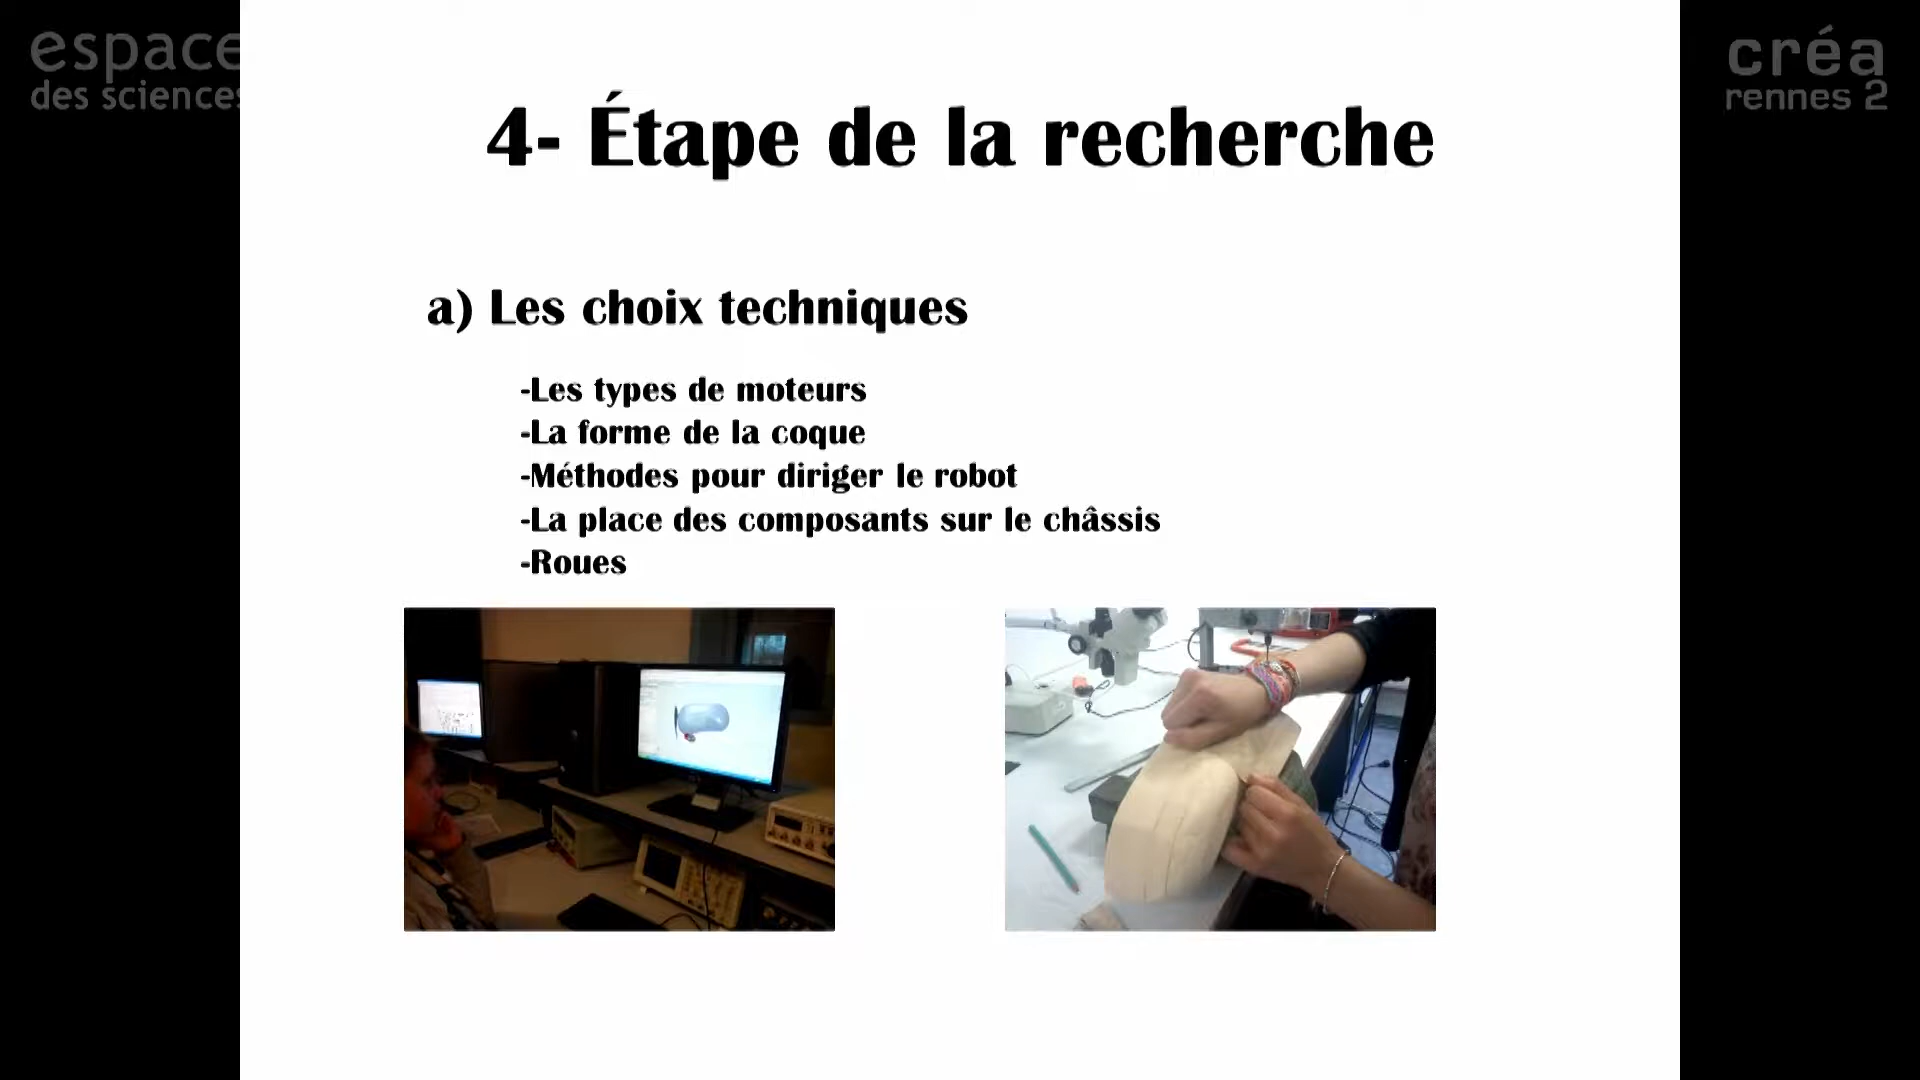 espace
des sciences
créa
rennes 2
4- Étape de la recherche
a) Les choix techniques
-Les types de moteurs
-La forme de la coque
-Méthodes pour diriger le robot
-La place des composants sur le châssis
-Roues